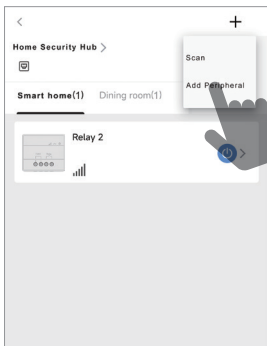 Home Security Hub
Scan
Add Peripheral
Smart home(1) Dining room(1)
Relay 2